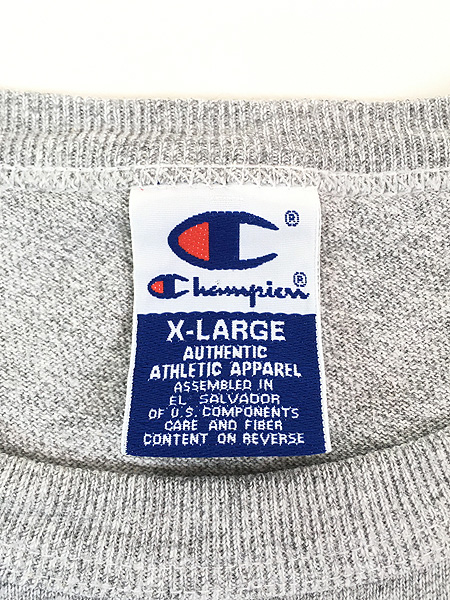 ®
Champion®
X-LARGE
AUTHENTIC
ATHLETIC APPAREL
ASSEMBLED IN
EL SALVADOR
OF U.S. COMPONENTS
CARE AND FIBER
CONTENT ON REVERSE